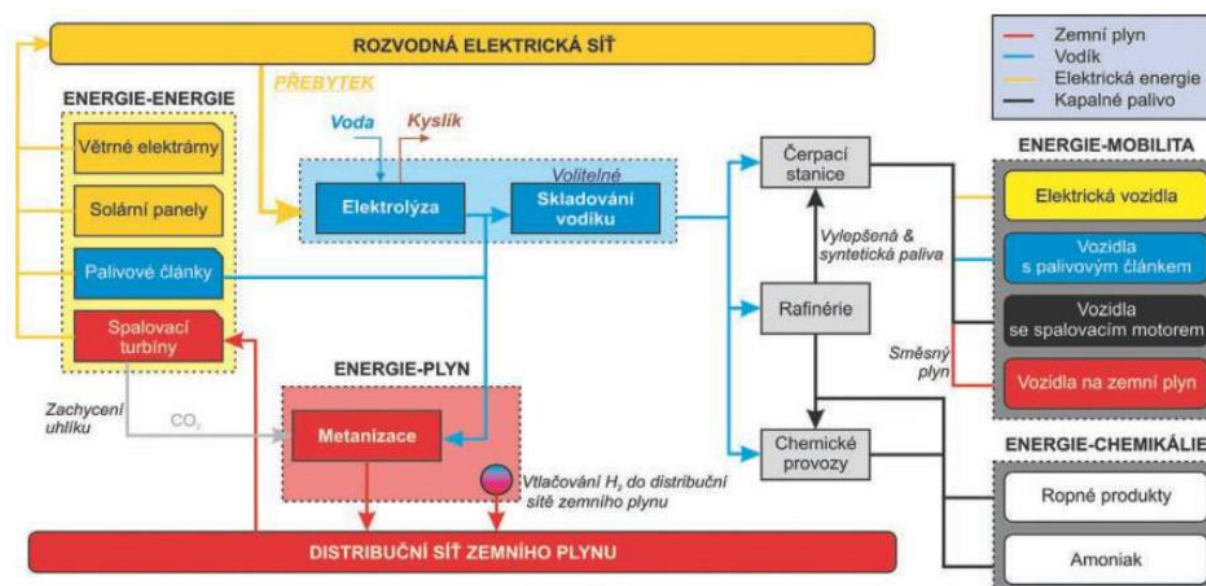 ROZVODNÁ ELEKTRICKÁ SÍŤ
Zemní plyn
Vodík
Elektrická energie
Kapalné palivo
PŘEBYTEK
ENERGIE-ENERGIE
Větrné elektrárny
Solární panely
Palivové články
Spalovací
turbíny
Voda
Kyslík
Volitelné
Elektrolýza
Skladování
vodíku
Čerpací
stanice
Vylepšená &
syntetická paliva
Rafinérie
Směsný
plyn
Chemické
provozy
ENERGIE-MOBILITA
Elektrická vozidla
Vozidla
s palivovým článkem
Vozidla
se spalovacím motorem
Vozidla na zemní plyn
ENERGIE-PLYN
Zachycení
uhlíku
CO₂
Metanizace
Vtlačování H₂ do distribuční
sítě zemního plynu
ENERGIE-CHEMIKÁLIE
Ropné produkty
Amoniak
DISTRIBUČNÍ SÍŤ ZEMNÍHO PLYNU